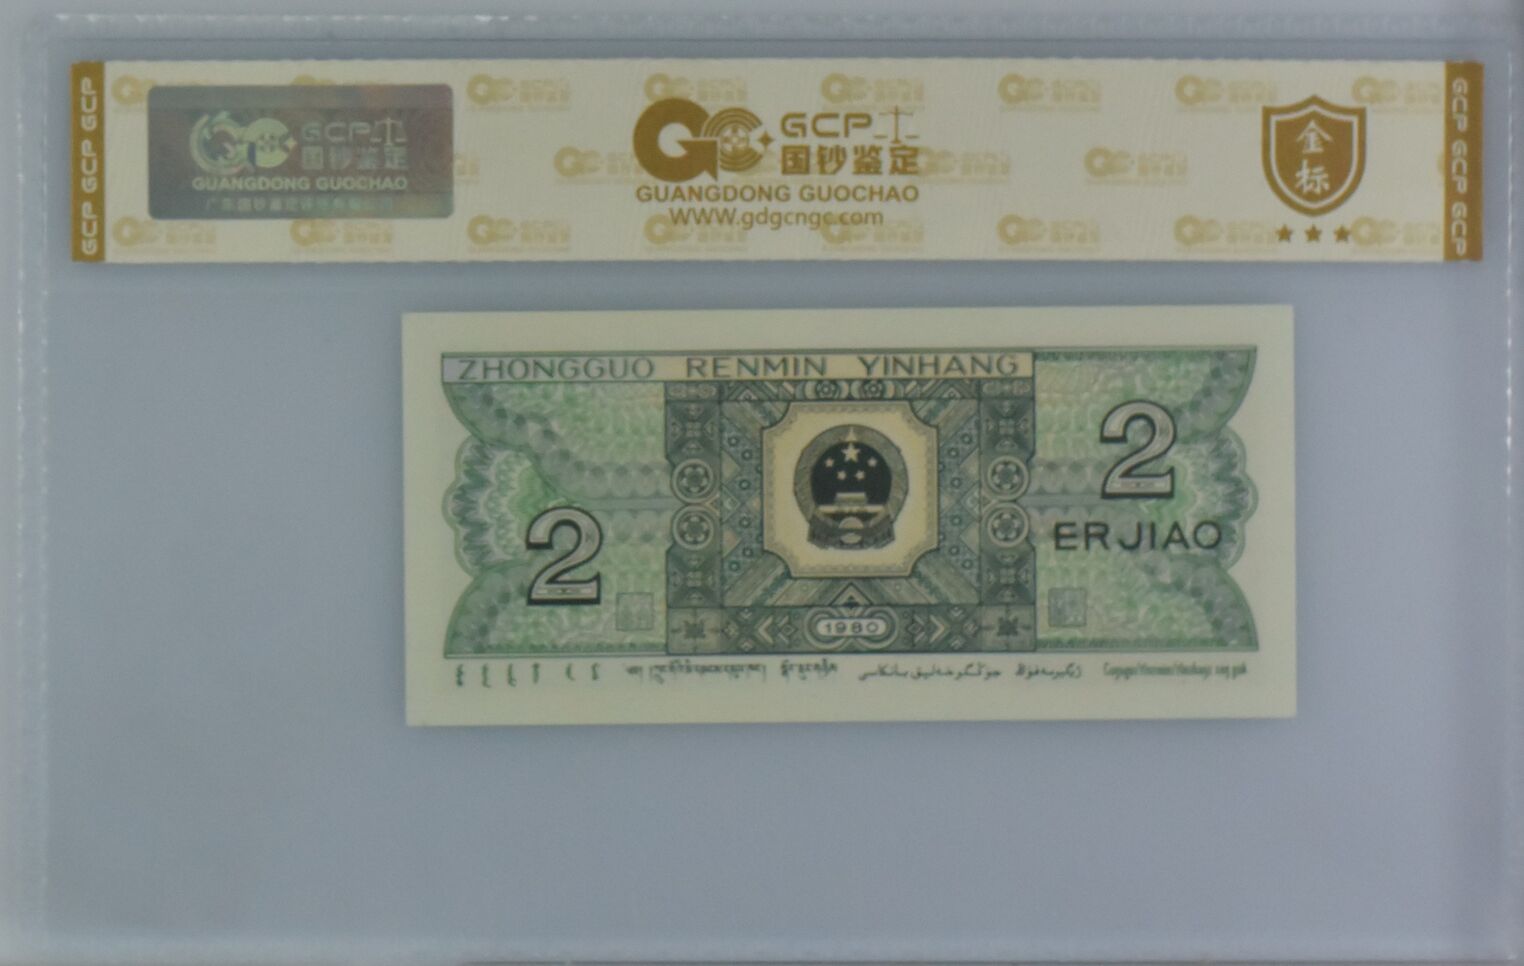 GCP GCP GCP
GCP 国钞鉴定
GUANGDONG GUOCHAO
GCP
国钞鉴定
GUANGDONG GUOCHAO
WWW.gdgcngc.com
金
标
GCP GCP GCP
ZHONGGUO RENMIN YINHANG
2
2
ERJIAO
1980